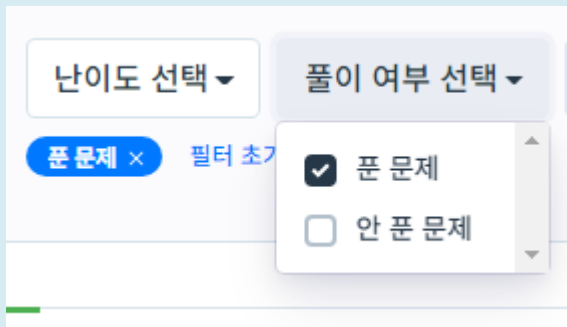 난이도 선택
풀이 여부 선택
푼 문제 ×
필터 초기
푼 문제
안 푼 문제